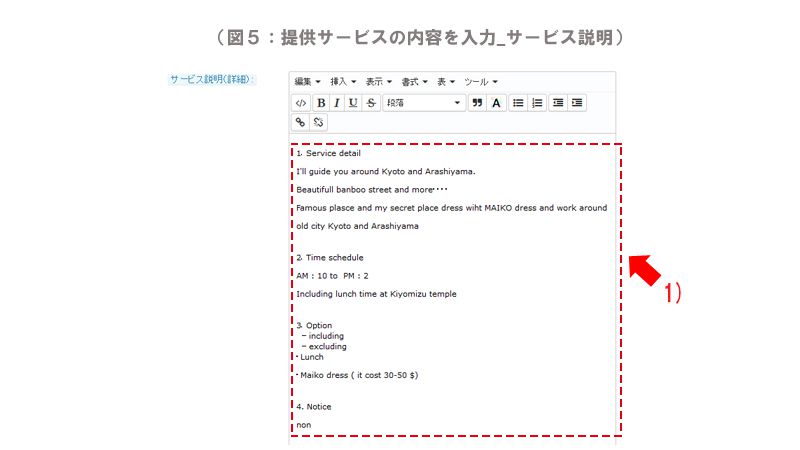 （図５：提供サービスの内容を入力_サービス説明）
サービス説明(詳細):
編集 挿入 表示 書式 表 ツール
</> B I U S 段落 A
1. Service detail
I'll guide you around Kyoto and Arashiyama.
Beautifull banboo street and more・・・・
Famous plasce and my secret place dress wiht MAIKO dress and work around
old city Kyoto and Arashiyama
2. Time schedule
AM : 10 to PM : 2
Including lunch time at Kiyomizu temple
1)
3. Option
− including
− excluding
・Lunch
・Maiko dress ( it cost 30-50 $)
4. Notice
non